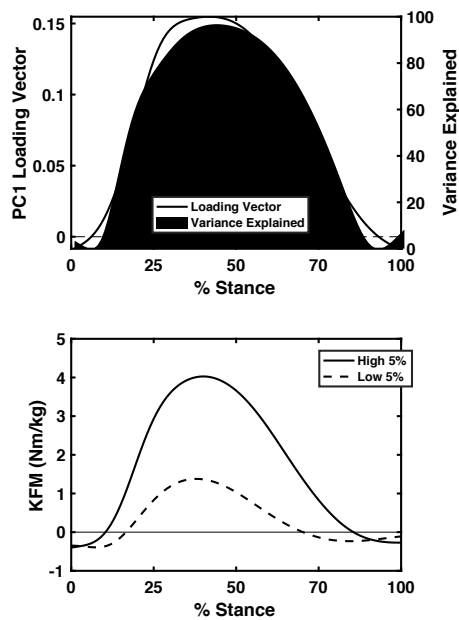 PC1 Loading Vector
0.15
0.1
0.05
0
100
80
60
40
20
0
Variance Explained
Loading Vector
Variance Explained
0 25 50 70 100
% Stance
KFM (Nm/kg)
5
4
3
2
1
0
-1
High 5%
Low 5%
0 25 50 70 100
% Stance